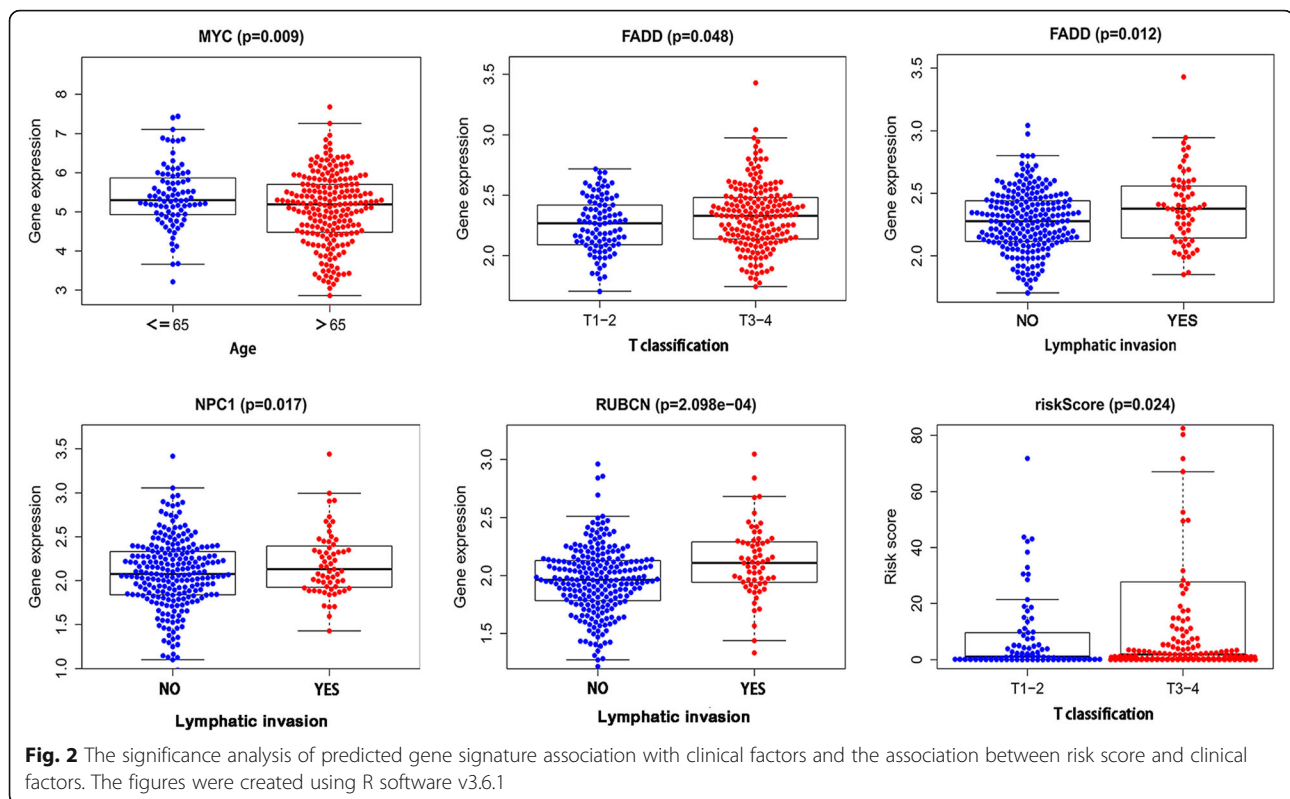 MYC (p=0.009)
Gene expression
8
7
6
5
4
3
<=65
>65
Age
FADD (p=0.048)
Gene expression
3.5
3.0
2.5
2.0
T1−2
T3−4
T classification
FADD (p=0.012)
Gene expression
3.5
3.0
2.5
2.0
NO
YES
Lymphatic invasion
NPC1 (p=0.017)
Gene expression
3.5
3.0
2.5
2.0
1.5
1.0
NO
YES
Lymphatic invasion
RUBCN (p=2.098e−04)
Gene expression
3.0
2.5
2.0
1.5
NO
YES
Lymphatic invasion
riskScore (p=0.024)
Risk score
80
60
40
20
0
T1−2
T3−4
T classification
Fig. 2 The significance analysis of predicted gene signature association with clinical factors and the association between risk score and clinical
factors. The figures were created using R software v3.6.1